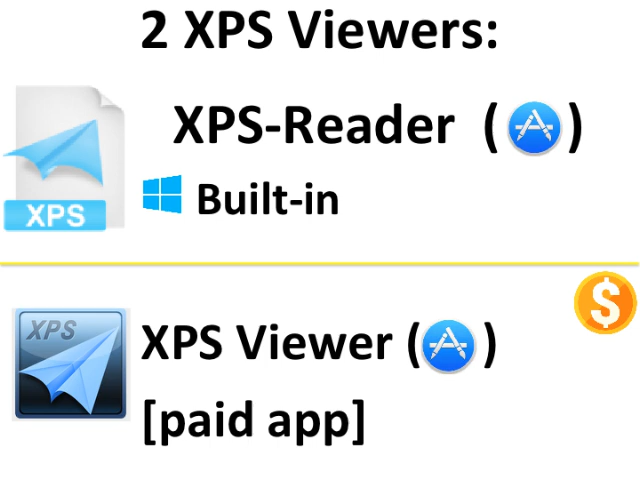 2 XPS Viewers:
XPS-Reader ( )
XPS
Built-in
$
XPS
XPS Viewer ( )
[paid app]